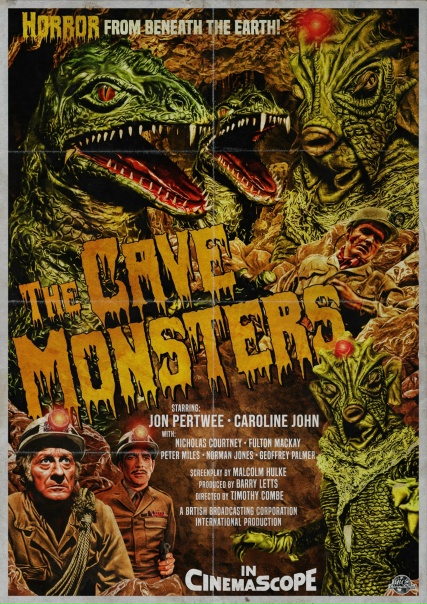 HORROR FROM BENEATH THE EARTH!
THE CAVE
MONSTERS
STARRING:
JON PERTWEE · CAROLINE JOHN
WITH:
NICHOLAS COURTNEY · FULTON MACKAY
PETER MILES · NORMAN JONES · GEOFFREY PALMER
SCREENPLAY BY MALCOLM HULKE
PRODUCED BY BARRY LETTS
DIRECTED BY TIMOTHY COMBE
A BRITISH BROADCASTING CORPORATION
INTERNATIONAL PRODUCTION
IN
CINEMASCOPE